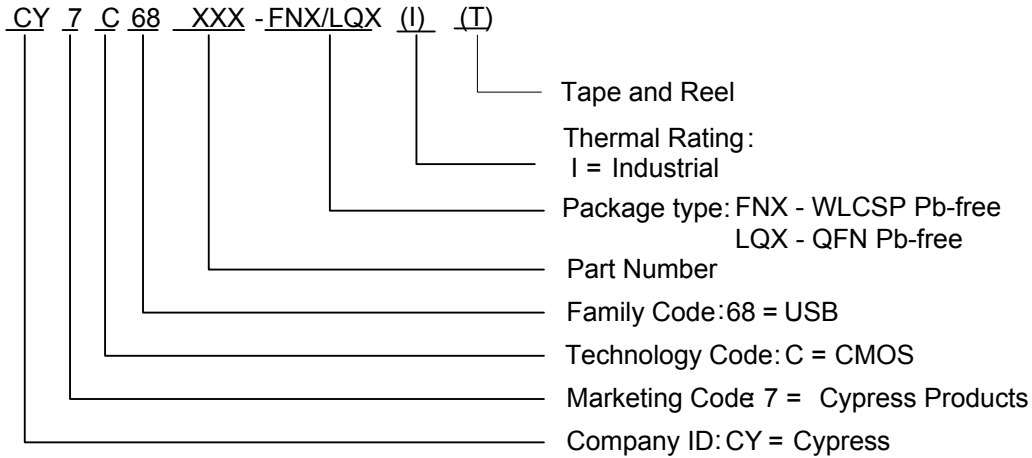 CY 7 C 68 XXX - FNX/LQX (I) (T)
Tape and Reel
Thermal Rating:
I = Industrial
Package type: FNX - WLCSP Pb-free
LQX - QFN Pb-free
Part Number
Family Code: 68 = USB
Technology Code: C = CMOS
Marketing Code: 7 = Cypress Products
Company ID: CY = Cypress